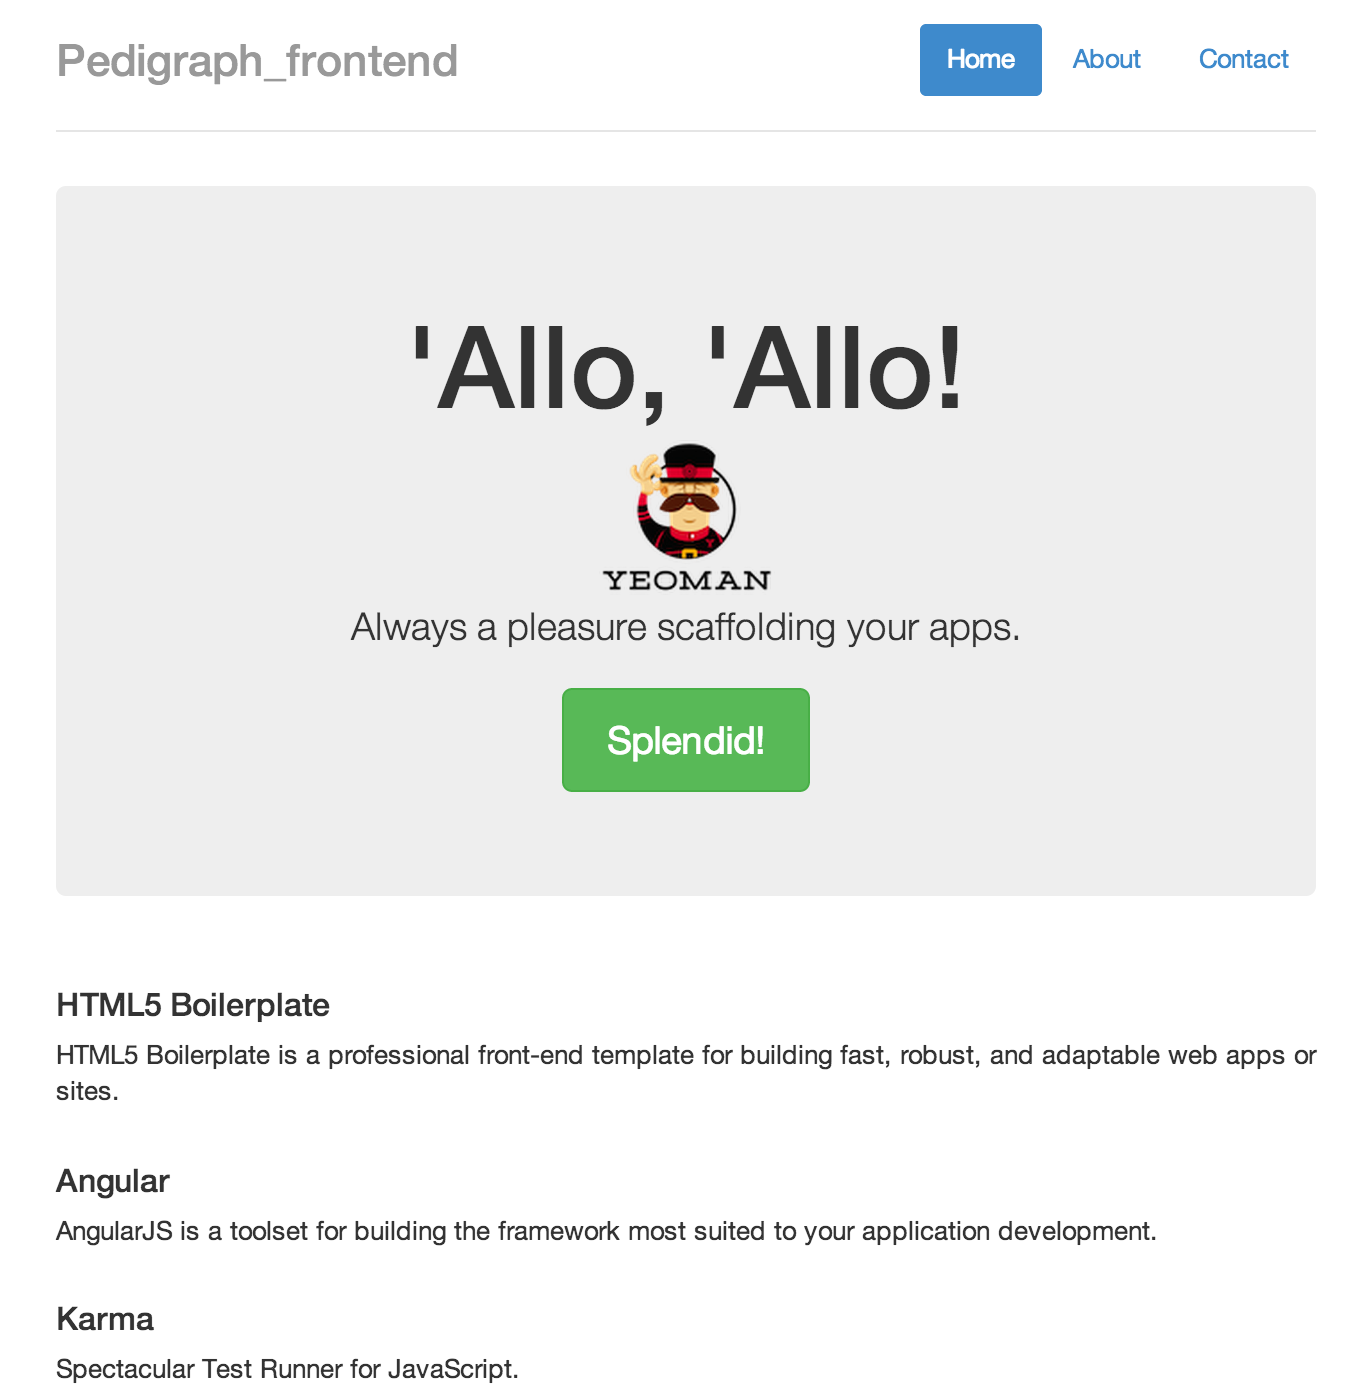 Pedigraph_frontend
Home
About
Contact
'Allo, 'Allo!
YEOMAN
Always a pleasure scaffolding your apps.
Splendid!
HTML5 Boilerplate
HTML5 Boilerplate is a professional front-end template for building fast, robust, and adaptable web apps or
sites.
Angular
AngularJS is a toolset for building the framework most suited to your application development.
Karma
Spectacular Test Runner for JavaScript.